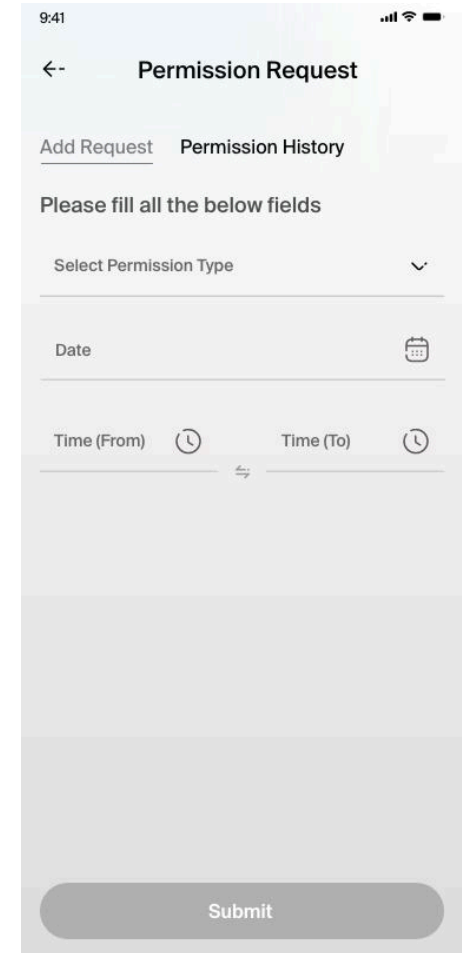 9:41
Permission Request
Add Request Permission History
Please fill all the below fields
Select Permission Type
Date
Time (From) Time (To)
Submit